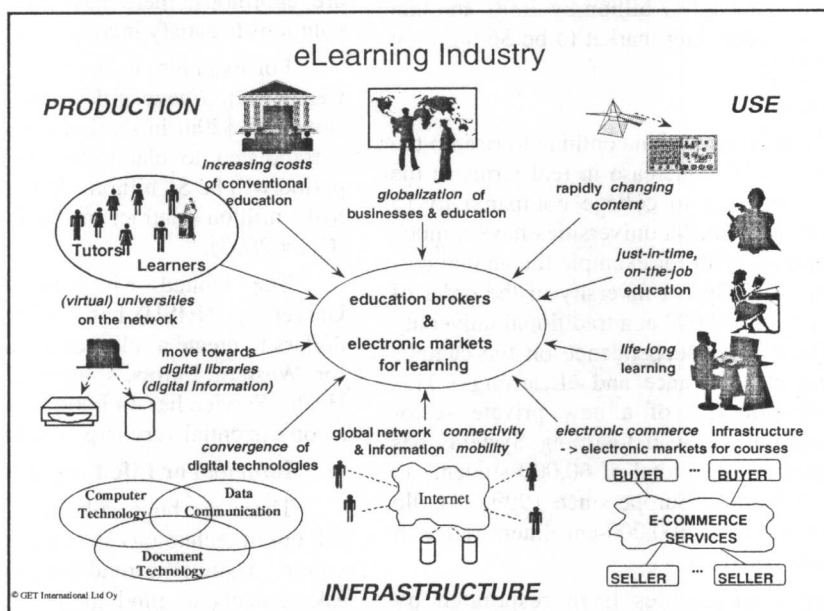 eLearning Industry
PRODUCTION
USE
increasing costs
of conventional
education
globalization of
businesses & education
rapidly changing
content
Tutors
Learners
just-in-time,
on-the-job
education
(virtual) universities
on the network
education brokers
&
electronic markets
for learning
move towards
digital libraries
(digital information)
life-long
learning
convergence of
digital technologies
global network connectivity
& Information mobility
electronic commerce Infrastructure
- > electronic markets for courses
Computer
Technology
Data
Communication
Document
Technology
Internet
BUYER ... BUYER
E-COMMERCE
SERVICES
SELLER ... SELLER
INFRASTRUCTURE
© GET International Ltd Oy